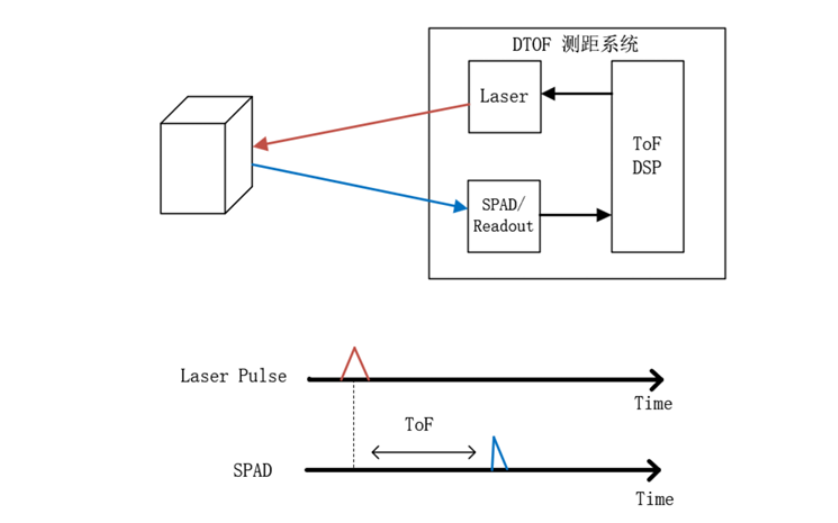 DTOF 测距系统
Laser
ToF
DSP
SPAD/
Readout
Laser Pulse
Time
ToF
SPAD
Time